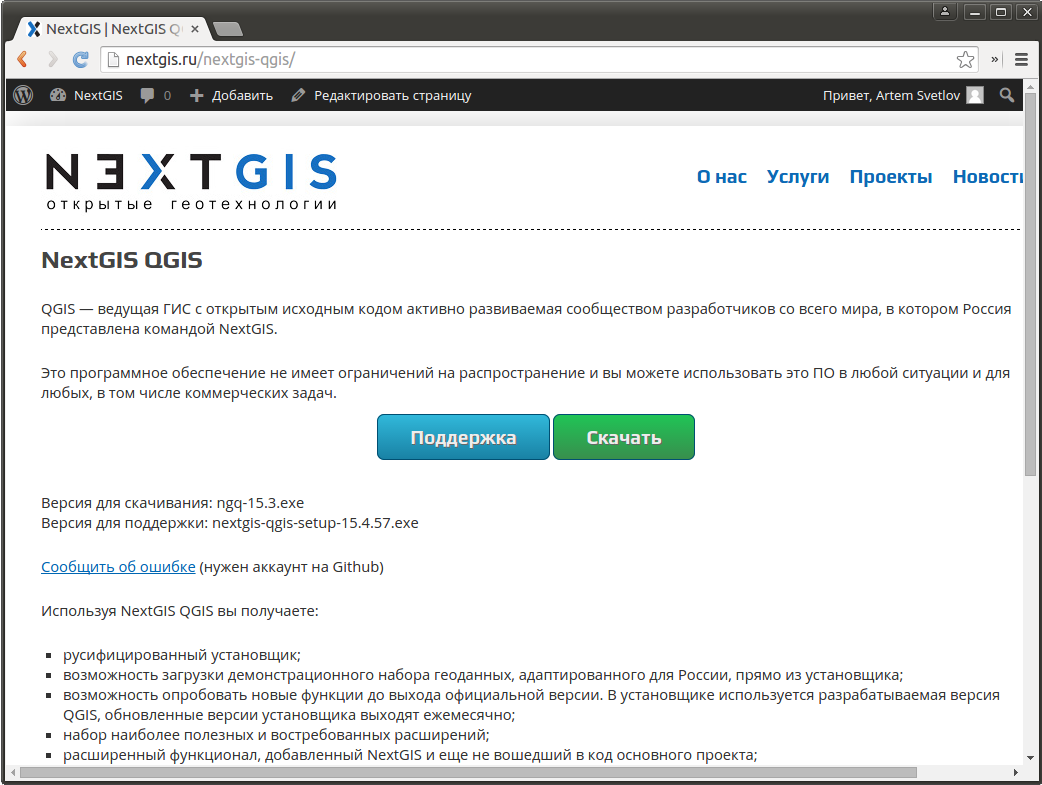 NextGIS | NextGIS Q
nextgis.ru/nextgis-qgis/
»
NextGIS 0 Добавить Редактировать страницу Привет, Artem Svetlov
NEXTGIS
открытые геотехнологии
О нас Услуги Проекты Новости
NextGIS QGIS
QGIS — ведущая ГИС с открытым исходным кодом активно развиваемая сообществом разработчиков со всего мира, в котором Россия
представлена командой NextGIS.
Это программное обеспечение не имеет ограничений на распространение и вы можете использовать это ПО в любой ситуации и для
любых, в том числе коммерческих задач.
Поддержка Скачать
Версия для скачивания: ngq-15.3.exe
Версия для поддержки: nextgis-qgis-setup-15.4.57.exe
Сообщить об ошибке (нужен аккаунт на Github)
Используя NextGIS QGIS вы получаете:
русифицированный установщик;
возможность загрузки демонстрационного набора геоданных, адаптированного для России, прямо из установщика;
возможность опробовать новые функции до выхода официальной версии. В установщике используется разрабатываемая версия
QGIS, обновленные версии установщика выходят ежемесячно;
набор наиболее полезных и востребованных расширений;
расширенный функционал, добавленный NextGIS и еще не вошедший в код основного проекта;